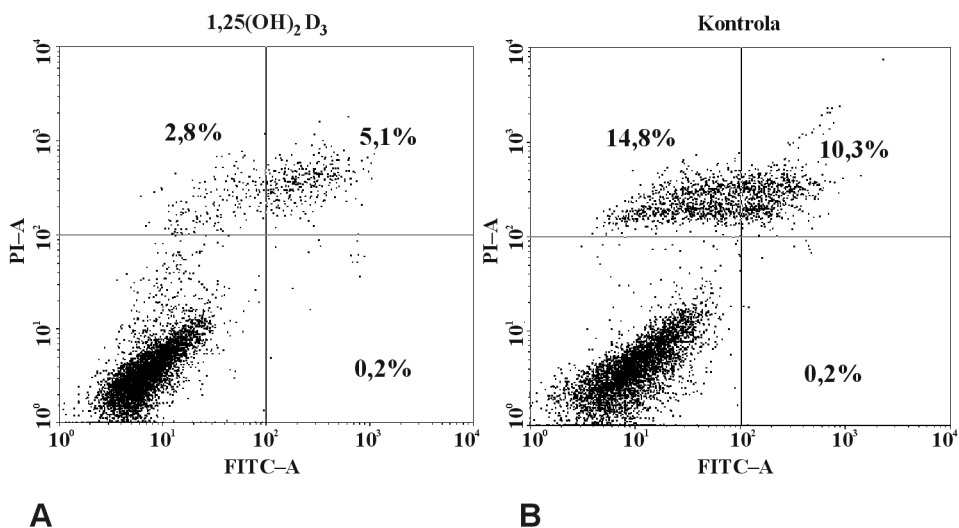 1,25(OH)₂ D₃
Kontrola
10⁴
10³
10²
10¹
10⁰
PI–A
2,8%
5,1%
0,2%
10⁰ 10¹ 10² 10³ 10⁴
FITC–A
10⁴
10³
10²
10¹
10⁰
PI–A
14,8%
10,3%
0,2%
10⁰ 10¹ 10² 10³ 10⁴
FITC–A
A
B